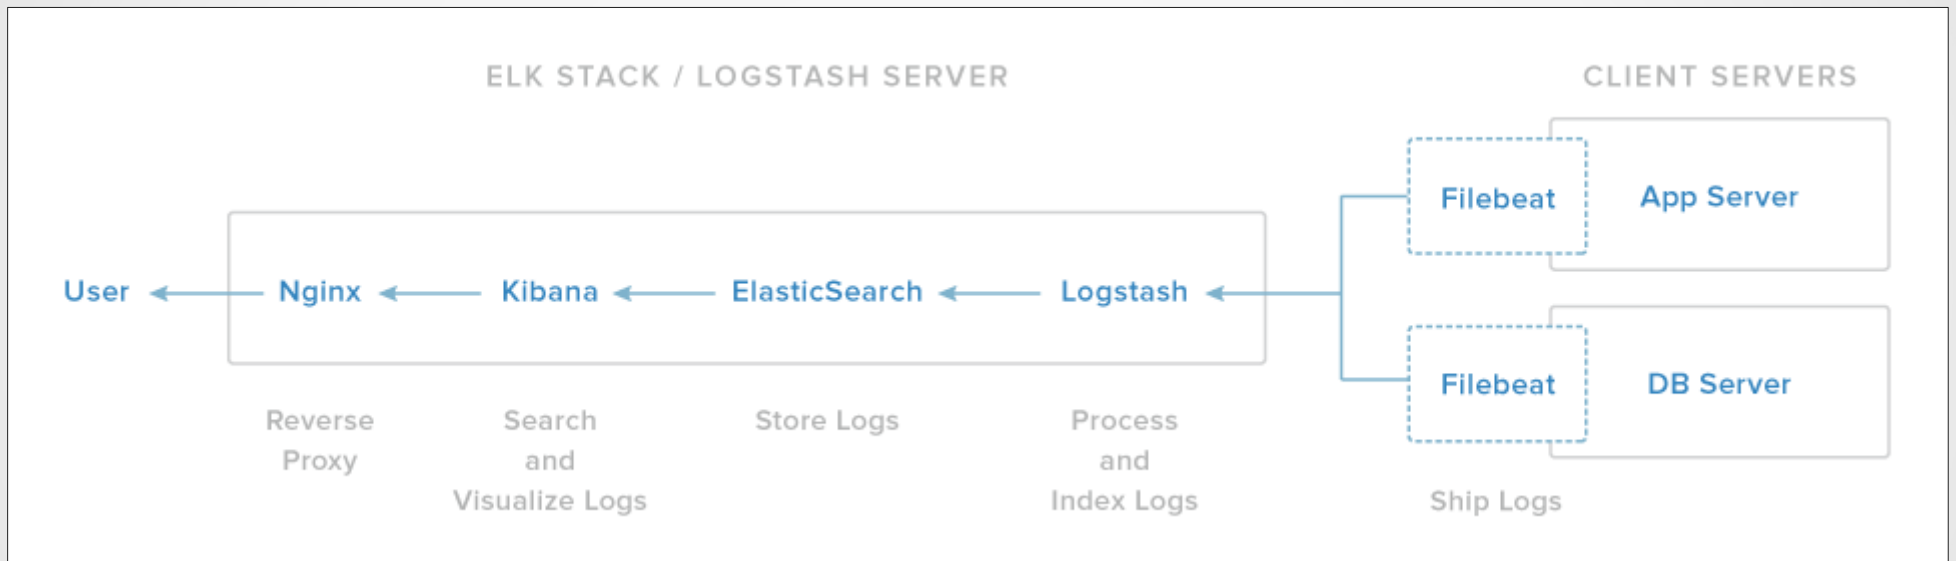 ELK STACK / LOGSTASH SERVER
CLIENT SERVERS
Filebeat
App Server
User
Nginx
Kibana
ElasticSearch
Logstash
Filebeat
DB Server
Reverse
Proxy
Search
and
Visualize Logs
Store Logs
Process
and
Index Logs
Ship Logs